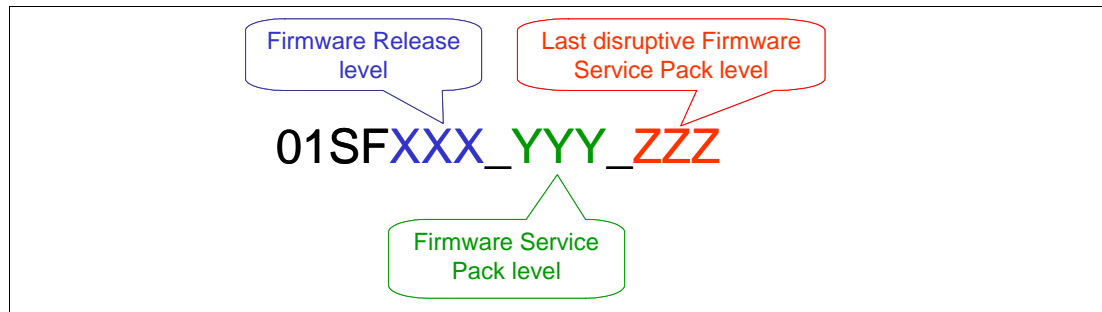 Firmware Release
level
Last disruptive Firmware
Service Pack level
01SFXXX_YYY_ZZZ
Firmware Service
Pack level